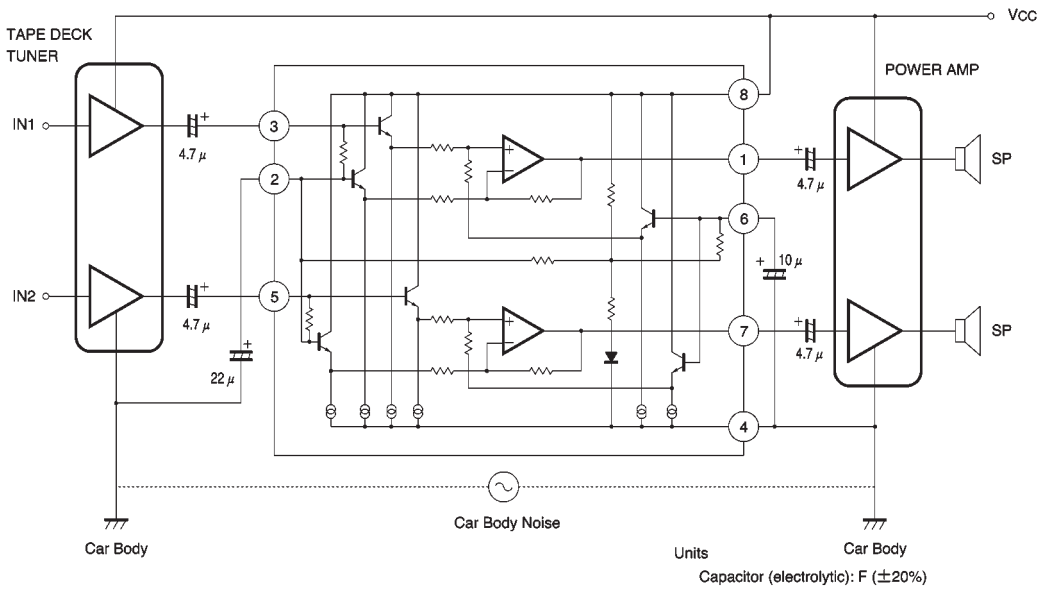 VCC
TAPE DECK
TUNER
POWER AMP
8
IN1
+
3
4.7 μ
+
−
1
+
4.7 μ
SP
2
6
+
10 μ
IN2
+
5
4.7 μ
+
−
7
+
4.7 μ
SP
+
22 μ
4
Car Body Noise
Car Body
Car Body
Units
Capacitor (electrolytic): F (±20%)